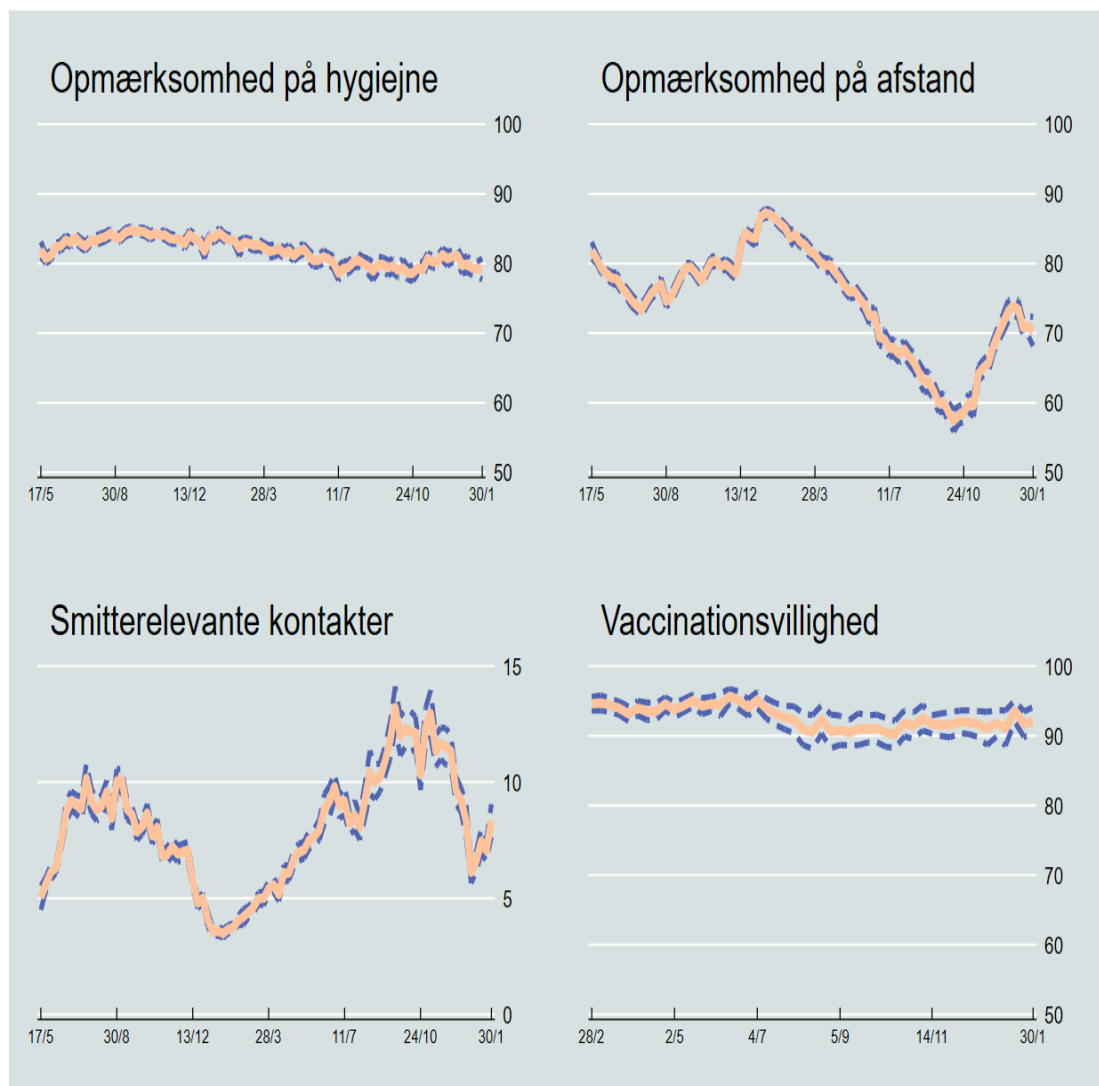 Opmærksomhed på hygiejne
100
90
80
70
60
50
17/5 30/8 13/12 28/3 11/7 24/10 30/1
Opmærksomhed på afstand
100
90
80
70
60
50
17/5 30/8 13/12 28/3 11/7 24/10 30/1
Smitterelevante kontakter
15
10
5
0
17/5 30/8 13/12 28/3 11/7 24/10 30/1
Vaccinationsvillighed
100
90
80
70
60
50
28/2 2/5 4/7 5/9 14/11 30/1